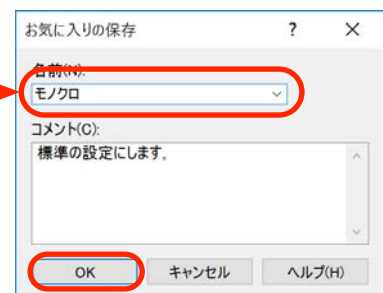 お気に入りの保存 ? ×
名前(N):
モノクロ
コメント(C):
標準の設定にします。
OK キャンセル ヘルプ(H)